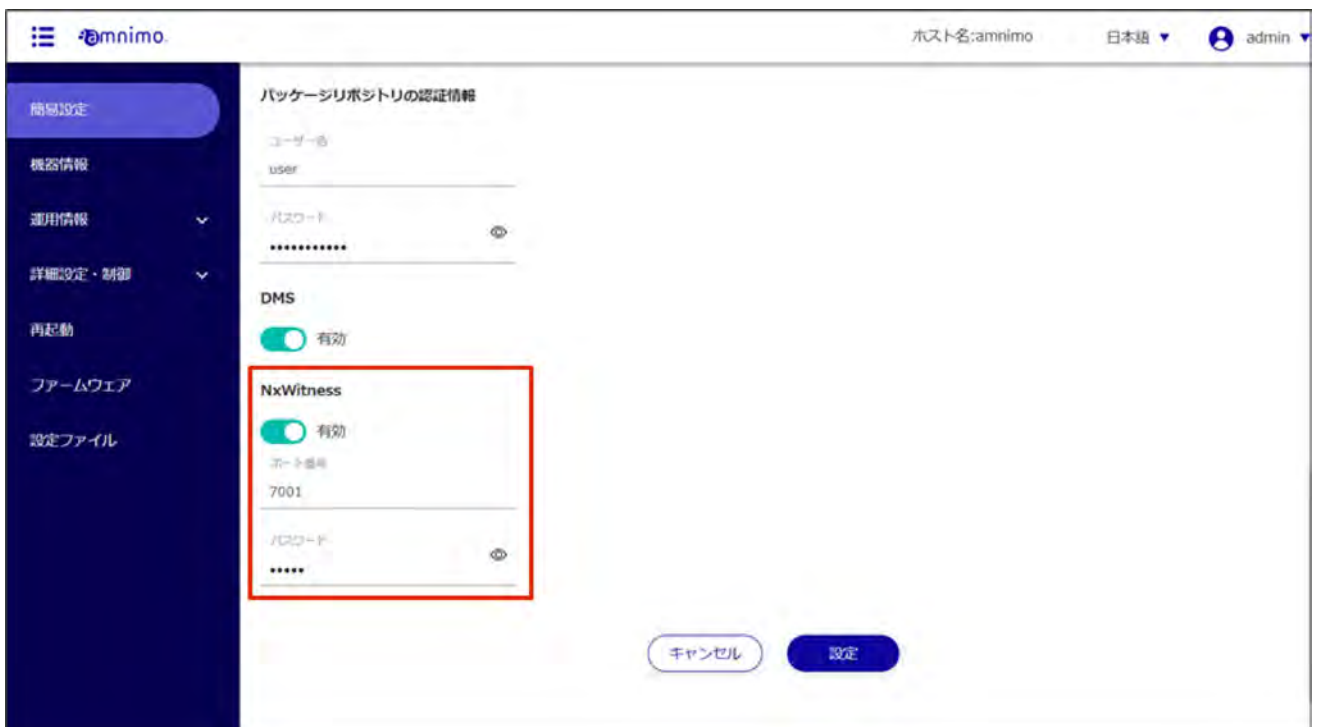 amnimo
ホスト名:amnimo
日本語 ▼
admin ▼
簡易設定
機器情報
運用情報
詳細設定・制御
再起動
ファームウェア
設定ファイル
パッケージリポジトリの認証情報
ユーザー名
user
パスワード
•••••••••••
DMS
有効
NxWitness
有効
ポート番号
7001
パスワード
•••••
キャンセル
設定